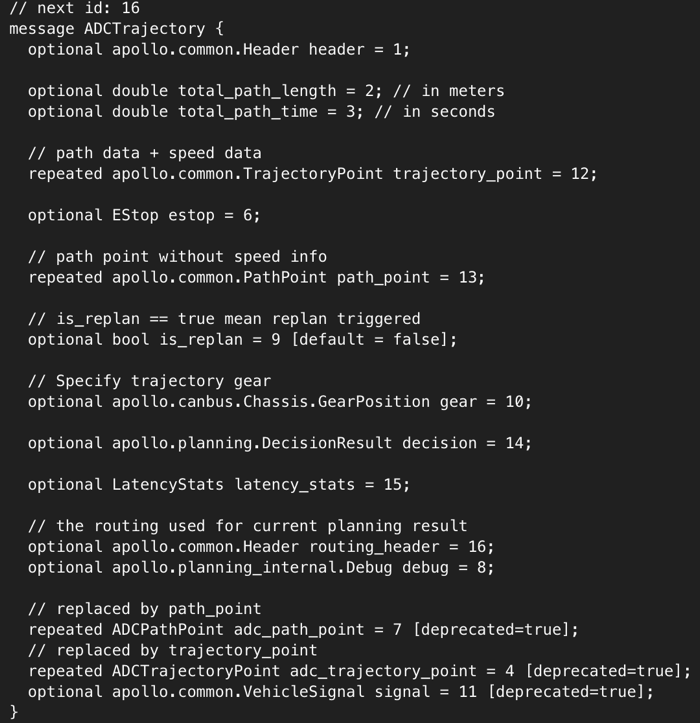 // next id: 16
message ADCTrajectory {
  optional apollo.common.Header header = 1;

  optional double total_path_length = 2; // in meters
  optional double total_path_time = 3; // in seconds

  // path data + speed data
  repeated apollo.common.TrajectoryPoint trajectory_point = 12;

  optional EStop estop = 6;

  // path point without speed info
  repeated apollo.common.PathPoint path_point = 13;

  // is_replan == true mean replan triggered
  optional bool is_replan = 9 [default = false];

  // Specify trajectory gear
  optional apollo.canbus.Chassis.GearPosition gear = 10;

  optional apollo.planning.DecisionResult decision = 14;

  optional LatencyStats latency_stats = 15;

  // the routing used for current planning result
  optional apollo.common.Header routing_header = 16;
  optional apollo.planning_internal.Debug debug = 8;

  // replaced by path_point
  repeated ADCPathPoint adc_path_point = 7 [deprecated=true];
  // replaced by trajectory_point
  repeated ADCTrajectoryPoint adc_trajectory_point = 4 [deprecated=true];
  optional apollo.common.VehicleSignal signal = 11 [deprecated=true];
}